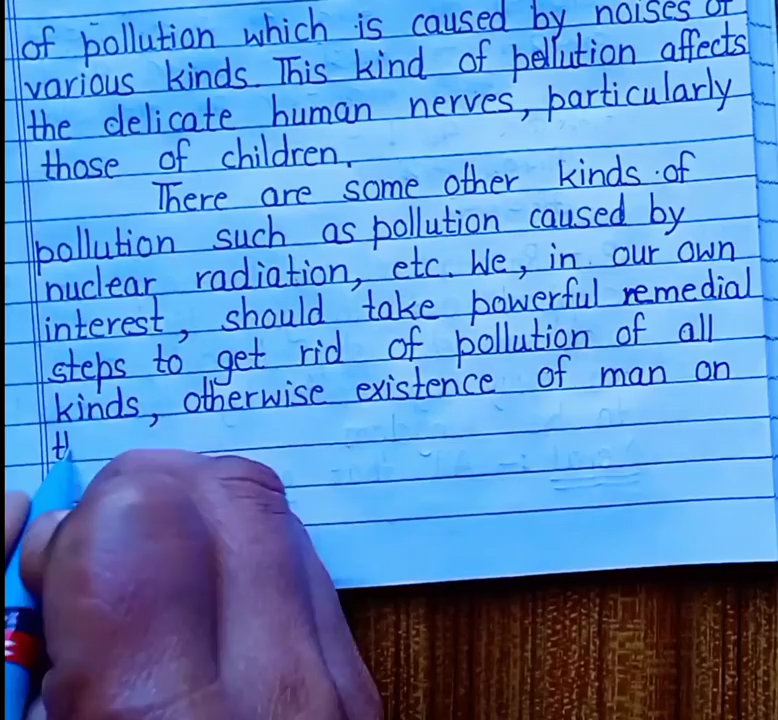 of pollution which is caused by noises of
various kinds. This kind of pollution affects
the delicate human nerves, particularly
those of children.
There are some other kinds of
pollution such as pollution caused by
nuclear radiation, etc. We, in our own
interest, should take powerful remedial
steps to get rid of pollution of all
kinds, otherwise existence of man on
th